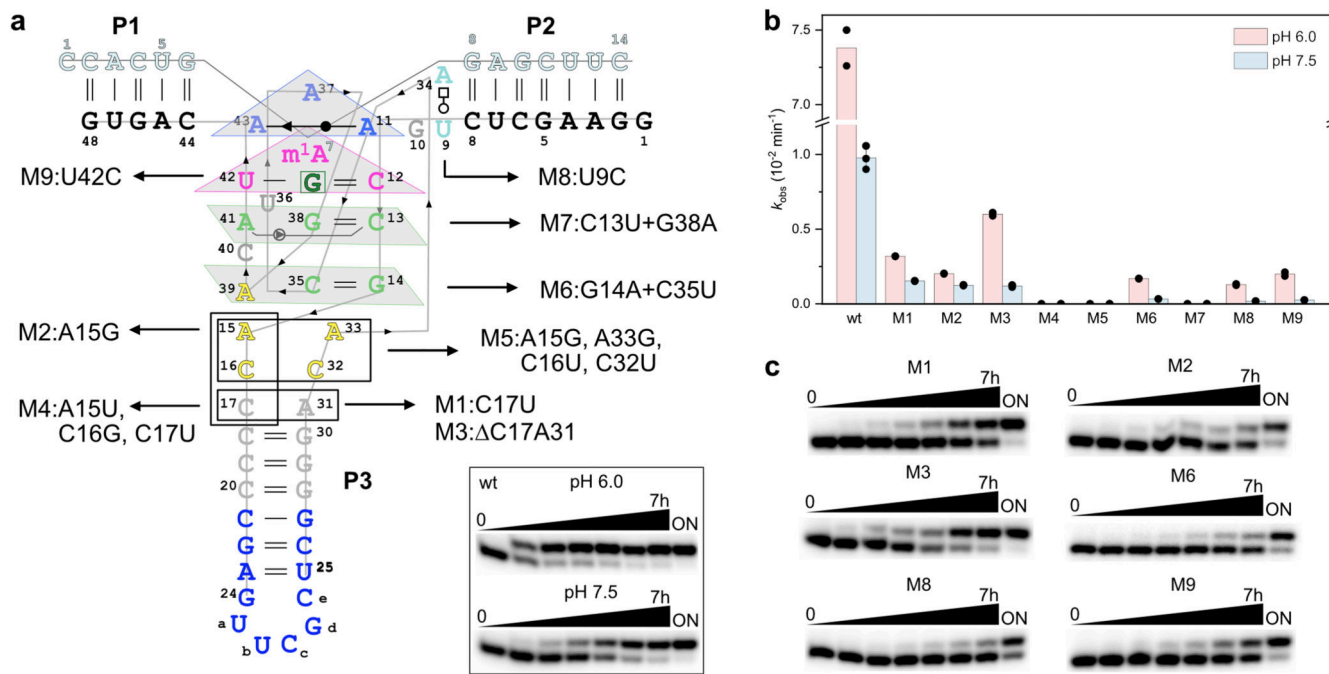 a
P1
P2
1
5
8
14
C C A C U G
G A G C U U C
A
34
A
37
43
A
A
11
G U G A C
G
U
C U C G A A G G
48
44
10
9
8
5
1
m¹A
7
M9:U42C
42
U
G
C
12
M8:U9C
U
36
41
A
38
G
C
13
M7:C13U+G38A
40
C
39
A
35
C
G
14
M6:G14A+C35U
M2:A15G
15
A
A
33
M5:A15G, A33G,
C16U, C32U
16
C
C
32
M4:A15U,
C16G, C17U
17
C
A
31
M1:C17U
M3:ΔC17A31
C
G
30
C
G
P3
20
C
G
C
G
G
C
A
U
25
24
G
C
e
a
U
G
d
b
U
C
c
wt
pH 6.0
0
7h
ON
pH 7.5
0
7h
ON
b
7.5
7.0
1.0
0.5
0.0
k obs (10⁻² min⁻¹)
pH 6.0
pH 7.5
wt M1 M2 M3 M4 M5 M6 M7 M8 M9
c
M1
M2
0
7h
ON
0
7h
ON
M3
M6
0
7h
ON
0
7h
ON
M8
M9
0
7h
ON
0
7h
ON